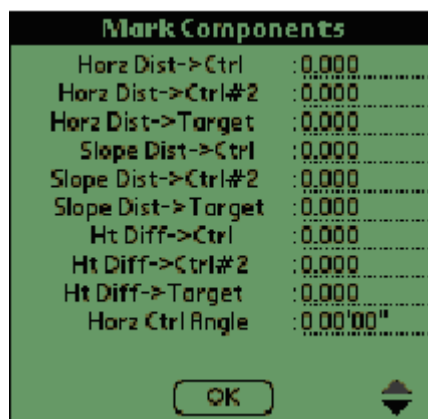 Mark Components
Horz Dist->Ctrl :0.000
Horz Dist->Ctrl#2 :0.000
Horz Dist->Target :0.000
Slope Dist->Ctrl :0.000
Slope Dist->Ctrl#2 :0.000
Slope Dist->Target :0.000
Ht Diff->Ctrl :0.000
Ht Diff->Ctrl#2 :0.000
Ht Diff->Target :0.000
Horz Ctrl Angle :0 00'00"
OK